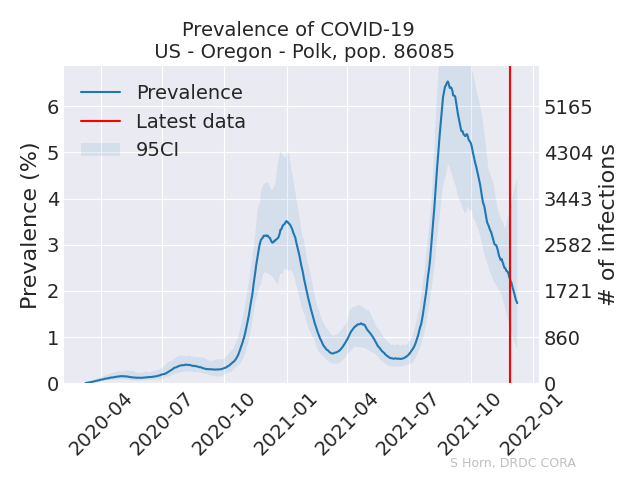 Prevalence of COVID-19
US - Oregon - Polk, pop. 86085
Prevalence
Latest data
95CI
Prevalence (%)
6
5
4
3
2
1
0
5165
4304
3443
2582
1721
860
0
# of infections
2020-04
2020-07
2020-10
2021-01
2021-04
2021-07
2021-10
2022-01
S Horn, DRDC CORA